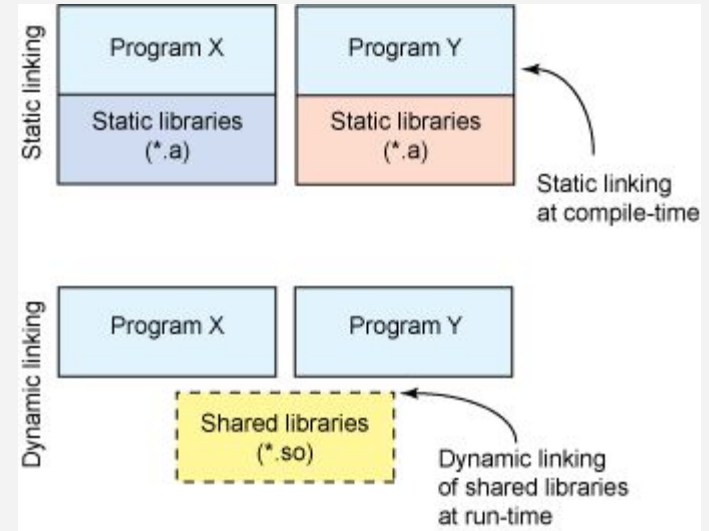 Static linking
Program X
Static libraries
(*.a)
Program Y
Static libraries
(*.a)
Static linking
at compile-time
Dynamic linking
Program X
Program Y
Shared libraries
(*.so)
Dynamic linking
of shared libraries
at run-time